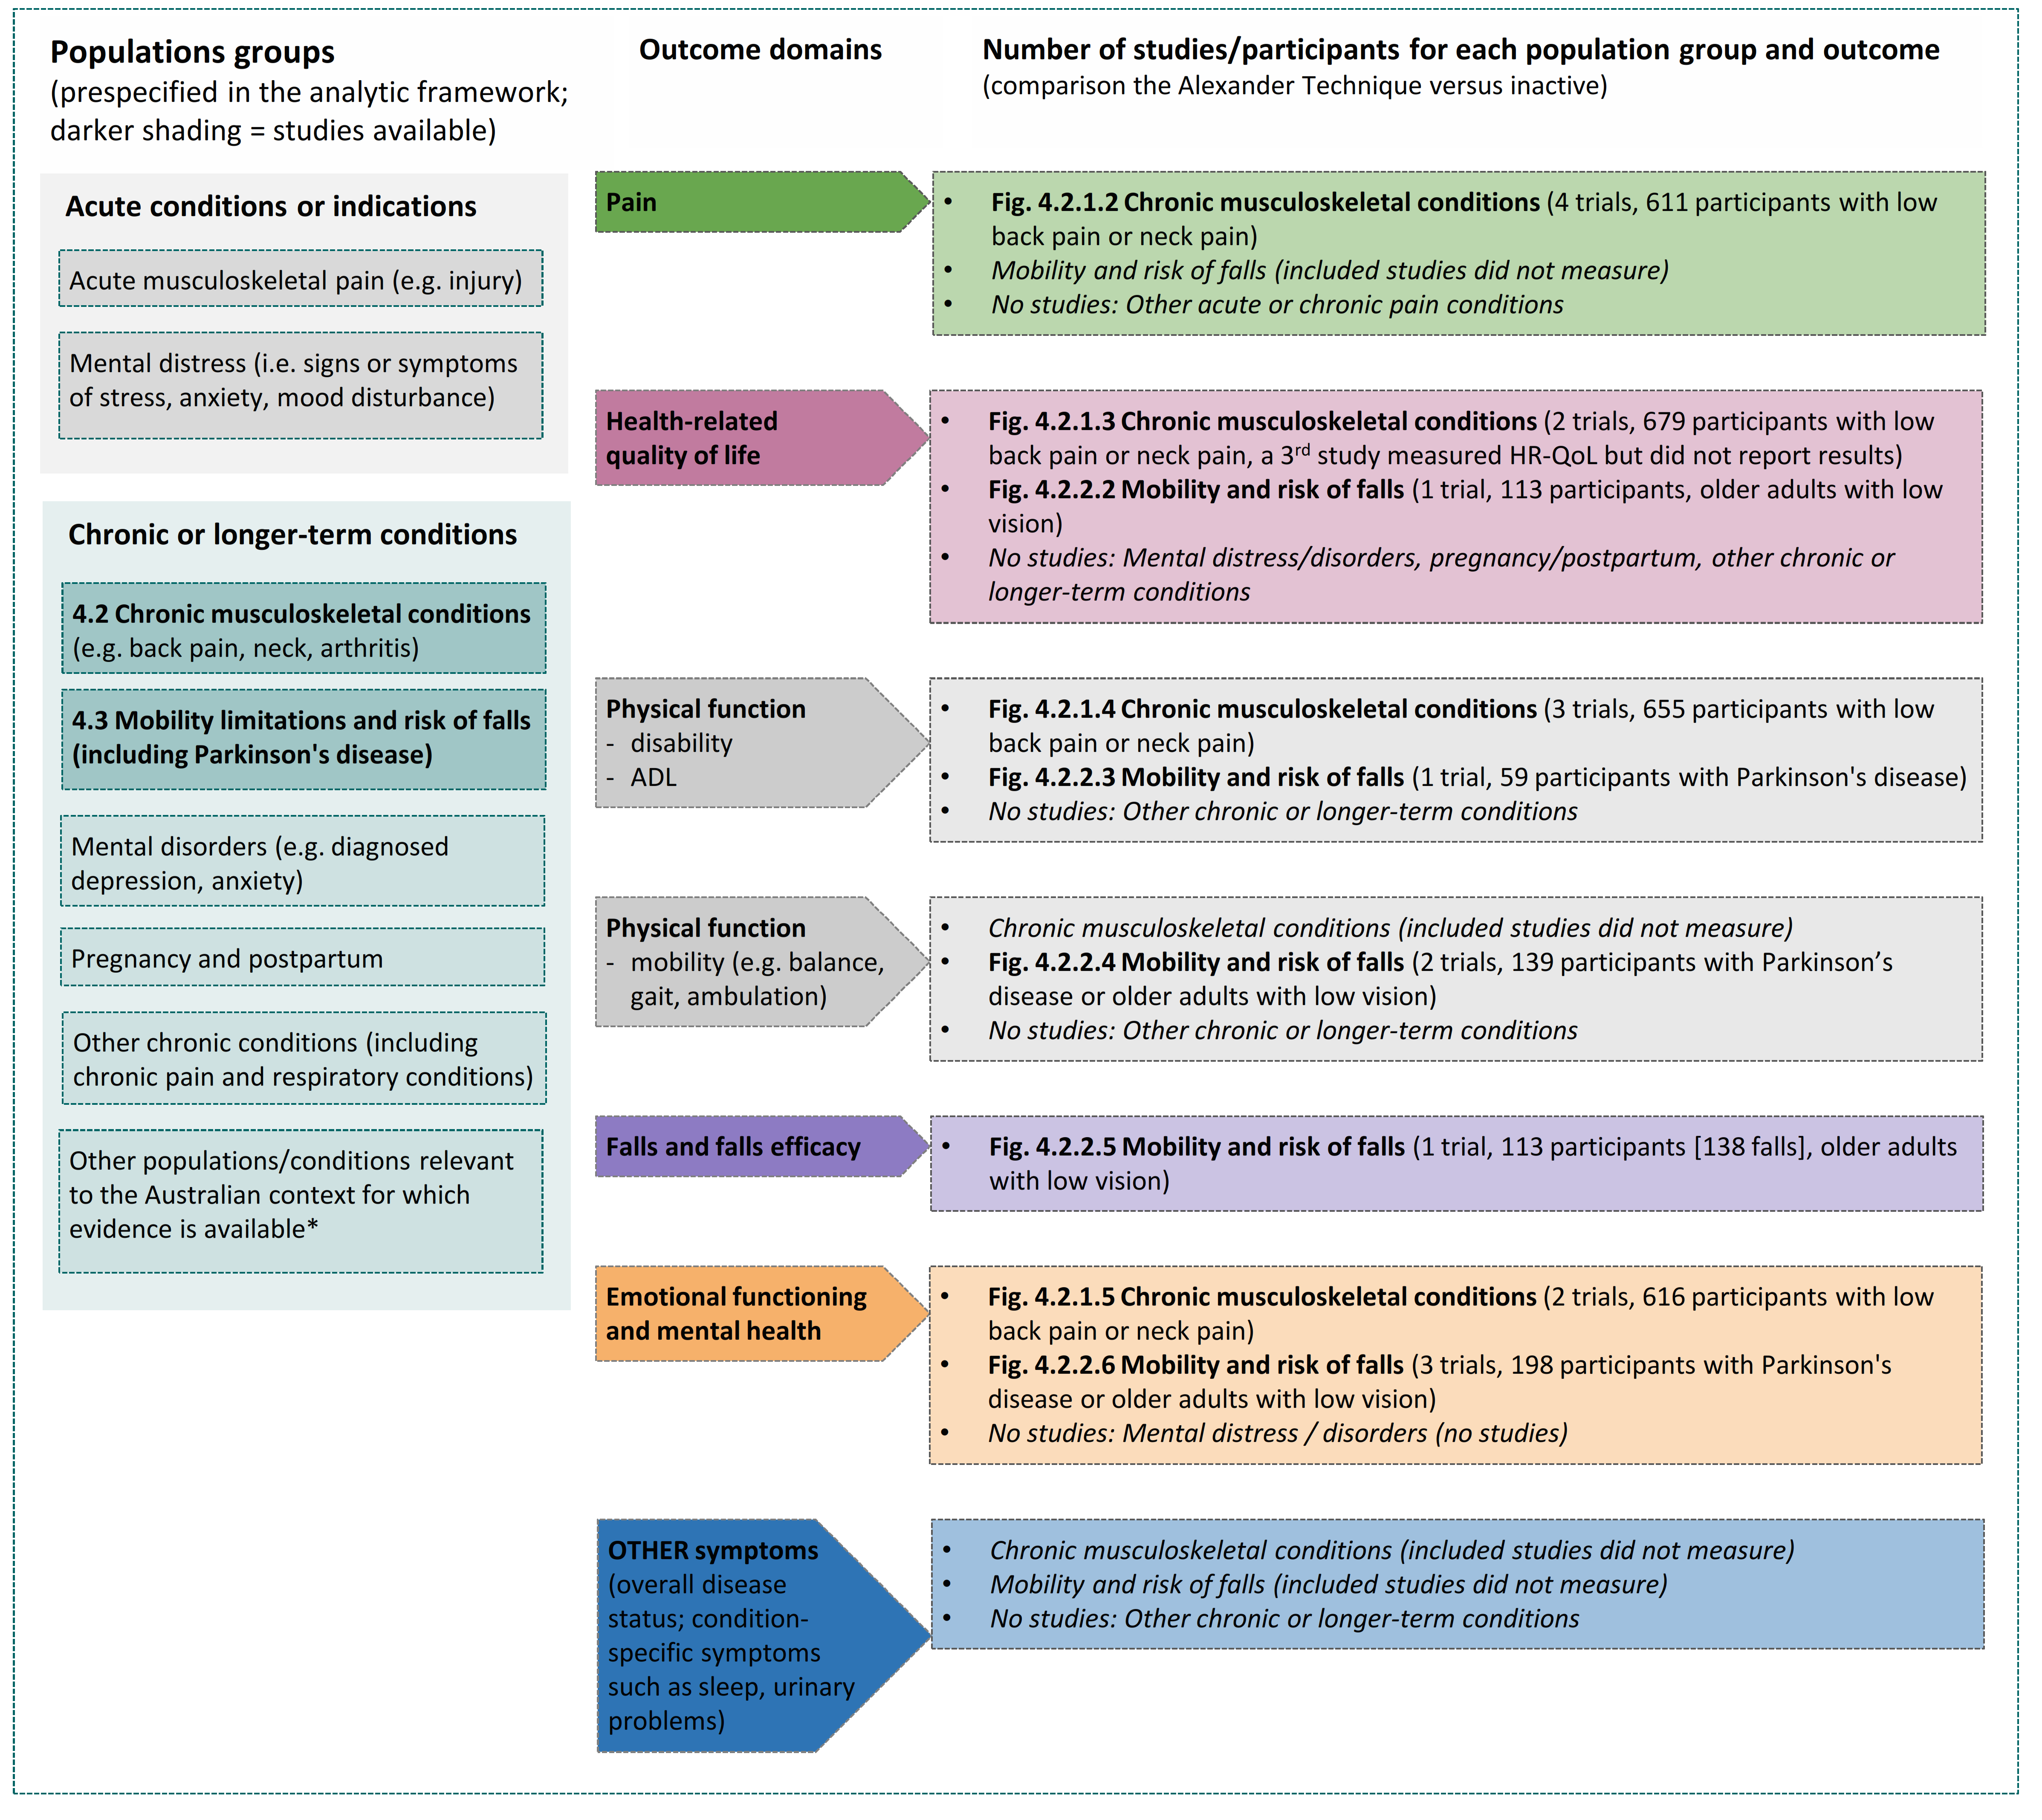 Populations groups
(prespecified in the analytic framework;
darker shading = studies available)
Acute conditions or indications
Acute musculoskeletal pain (e.g. injury)
Mental distress (i.e. signs or symptoms
of stress, anxiety, mood disturbance)
Chronic or longer-term conditions
4.2 Chronic musculoskeletal conditions
(e.g. back pain, neck, arthritis)
4.3 Mobility limitations and risk of falls
(including Parkinson's disease)
Mental disorders (e.g. diagnosed
depression, anxiety)
Pregnancy and postpartum
Other chronic conditions (including
chronic pain and respiratory conditions)
Other populations/conditions relevant
to the Australian context for which
evidence is available*
Outcome domains
Number of studies/participants for each population group and outcome
(comparison the Alexander Technique versus inactive)
Pain
• Fig. 4.2.1.2 Chronic musculoskeletal conditions (4 trials, 611 participants with low
back pain or neck pain)
• Mobility and risk of falls (included studies did not measure)
• No studies: Other acute or chronic pain conditions
Health-related
quality of life
• Fig. 4.2.1.3 Chronic musculoskeletal conditions (2 trials, 679 participants with low
back pain or neck pain, a 3rd study measured HR-QoL but did not report results)
• Fig. 4.2.2.2 Mobility and risk of falls (1 trial, 113 participants, older adults with low
vision)
• No studies: Mental distress/disorders, pregnancy/postpartum, other chronic or
longer-term conditions
Physical function
- disability
- ADL
• Fig. 4.2.1.4 Chronic musculoskeletal conditions (3 trials, 655 participants with low
back pain or neck pain)
• Fig. 4.2.2.3 Mobility and risk of falls (1 trial, 59 participants with Parkinson's disease)
• No studies: Other chronic or longer-term conditions
Physical function
- mobility (e.g. balance,
gait, ambulation)
• Chronic musculoskeletal conditions (included studies did not measure)
• Fig. 4.2.2.4 Mobility and risk of falls (2 trials, 139 participants with Parkinson’s
disease or older adults with low vision)
• No studies: Other chronic or longer-term conditions
Falls and falls efficacy
• Fig. 4.2.2.5 Mobility and risk of falls (1 trial, 113 participants [138 falls], older adults
with low vision)
Emotional functioning
and mental health
• Fig. 4.2.1.5 Chronic musculoskeletal conditions (2 trials, 616 participants with low
back pain or neck pain)
• Fig. 4.2.2.6 Mobility and risk of falls (3 trials, 198 participants with Parkinson's
disease or older adults with low vision)
• No studies: Mental distress / disorders (no studies)
OTHER symptoms
(overall disease
status; condition-
specific symptoms
such as sleep, urinary
problems)
• Chronic musculoskeletal conditions (included studies did not measure)
• Mobility and risk of falls (included studies did not measure)
• No studies: Other chronic or longer-term conditions